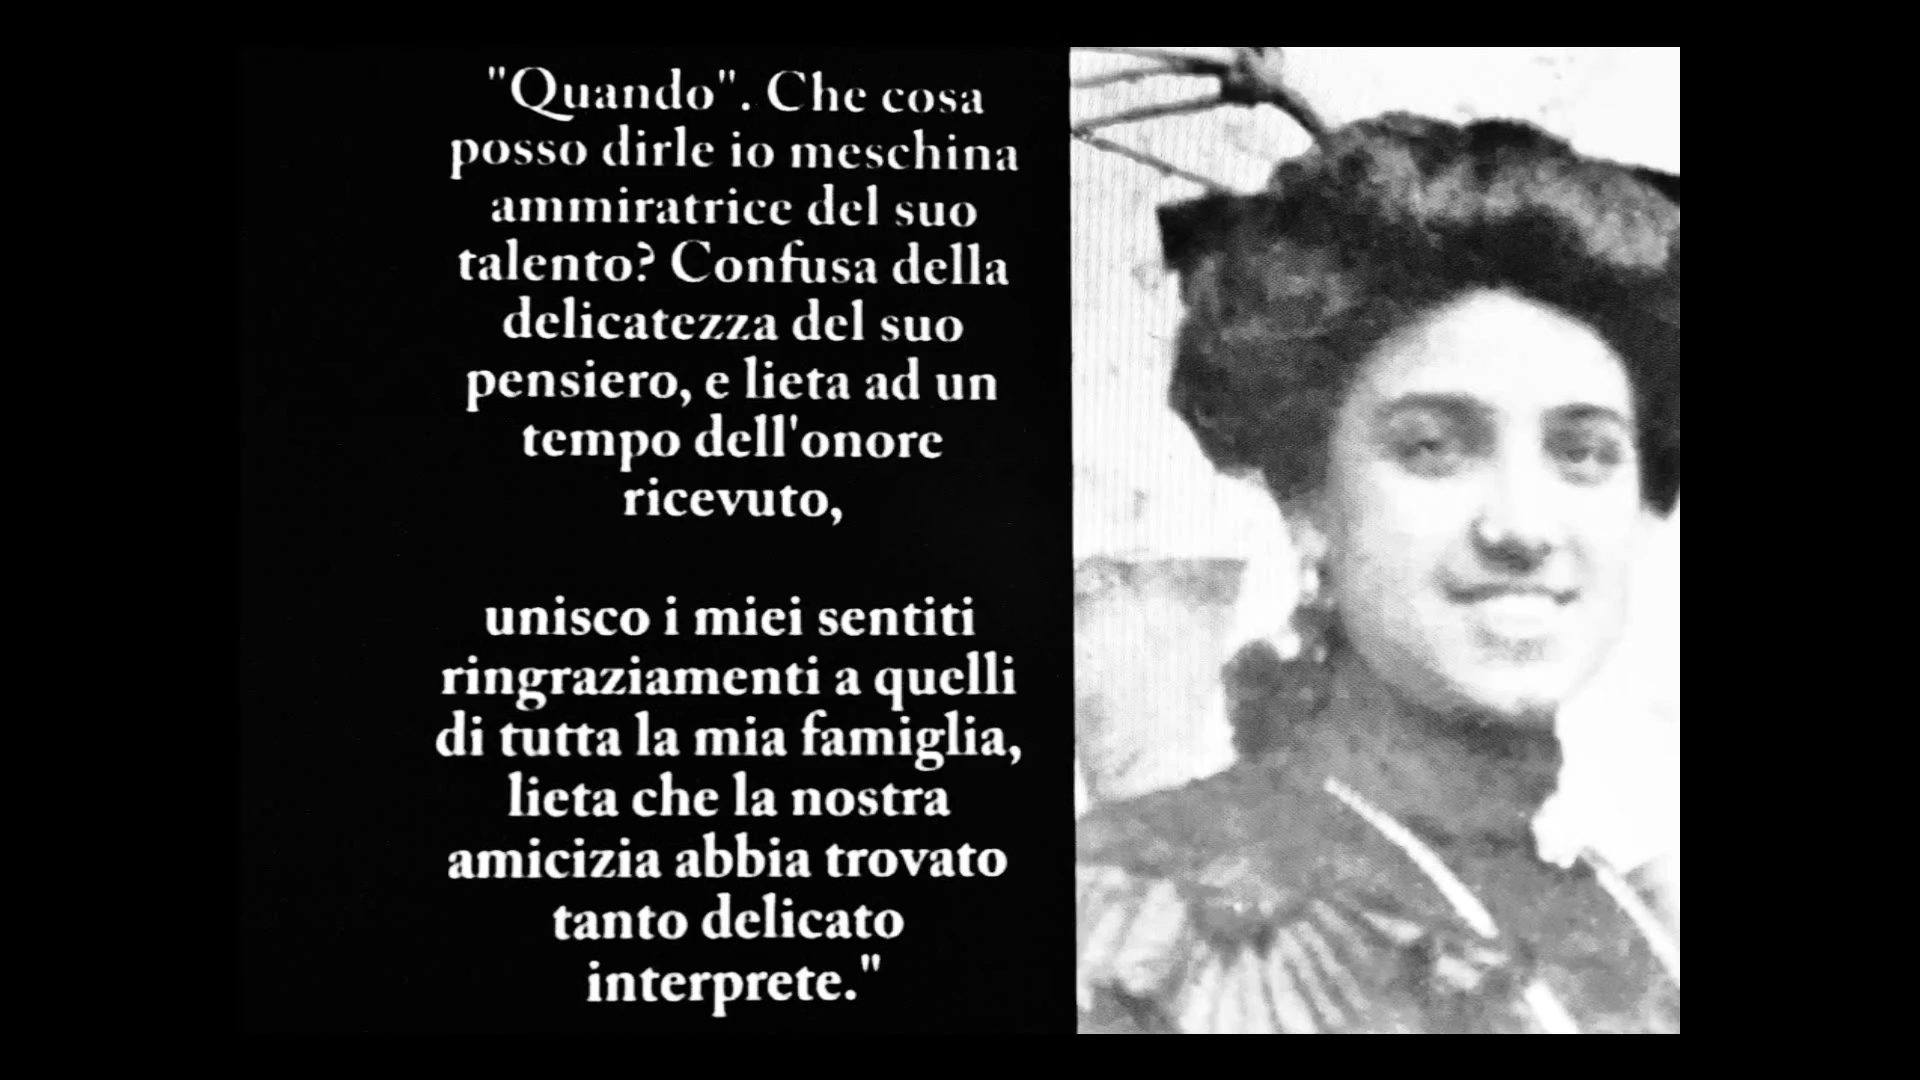 "Quando". Che cosa
posso dirle io meschina
ammiratrice del suo
talento? Confusa della
delicatezza del suo
pensiero, e lieta ad un
tempo dell'onore
ricevuto,
unisco i miei sentiti
ringraziamenti a quelli
di tutta la mia famiglia,
lieta che la nostra
amicizia abbia trovato
tanto delicato
interprete."